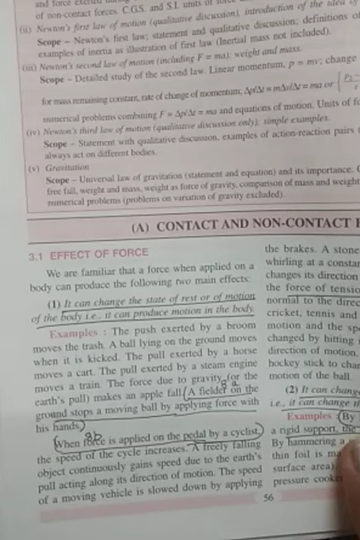 and force exerted
of non-contact forces. C.G.S. and S.I. units of
(ii) Newton's first law of motion (qualitative discussion), introduction of the idea of
Scope – Newton's first law; statement and qualitative discussion; definitions of
examples of inertia as illustration of first law (Inertial mass not included).
(iii) Newton's second law of motion (including F = ma); weight and mass.
Scope – Detailed study of the second law. Linear momentum, p = mv; change
for mass remaining constant, rate of change of momentum; Δp/Δt = mΔv/Δt = ma or
numerical problems combining F = Δp/Δt = ma and equations of motion. Units of
(iv) Newton's third law of motion (qualitative discussion only); simple examples.
Scope – Statement with qualitative discussion, examples of action-reaction pairs
always act on different bodies.
(v) Gravitation
Scope – Universal law of gravitation (statement and equation) and its importance.
free fall, weight and mass, weight as force of gravity, comparison of mass and weight
numerical problems (problems on variation of gravity excluded).
(A) CONTACT AND NON-CONTACT
3.1 EFFECT OF FORCE
We are familiar that a force when applied on a
body can produce the following two main effects:
(1) It can change the state of rest or of motion
of the body i.e., it can produce motion in the body.
Examples : The push exerted by a broom
moves the trash. A ball lying on the ground moves
when it is kicked. The pull exerted by a horse
moves a cart. The pull exerted by a steam engine
moves a train. The force due to gravity (or the
earth's pull) makes an apple fall. A fielder on the
ground stops a moving ball by applying force with
his hands.
When force is applied on the pedal by a cyclist,
the speed of the cycle increases. A freely falling
object continuously gains speed due to the earth's
pull acting along its direction of motion. The speed
of a moving vehicle is slowed down by applying
the brakes. A stone
whirling at a constant
changes its direction
the force of tension
normal to the direc
cricket, tennis and
motion and the spe
changed by hitting
direction of motion.
hockey stick to char
motion of the ball.
(2) It can change
i.e., it can change th
Examples : (By
a rigid support, the
By hammering a
thin foil is ma
surface area),
pressure cooker
56